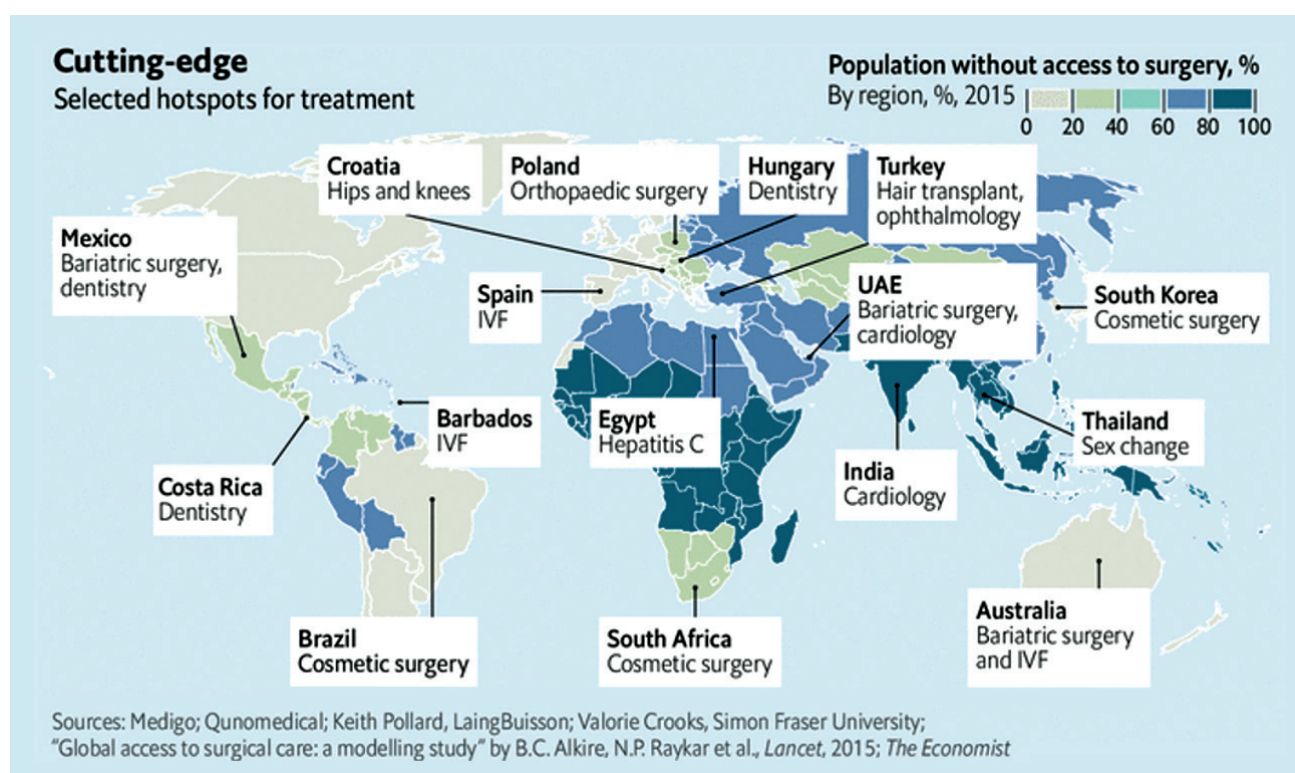 Cutting-edge
Selected hotspots for treatment
Population without access to surgery, %
By region, %, 2015
0 20 40 60 80 100
Croatia
Hips and knees
Poland
Orthopaedic surgery
Hungary
Dentistry
Turkey
Hair transplant,
ophthalmology
Mexico
Bariatric surgery,
dentistry
Spain
IVF
UAE
Bariatric surgery,
cardiology
South Korea
Cosmetic surgery
Barbados
IVF
Egypt
Hepatitis C
Thailand
Sex change
India
Cardiology
Costa Rica
Dentistry
Brazil
Cosmetic surgery
South Africa
Cosmetic surgery
Australia
Bariatric surgery
and IVF
Sources: Medigo; Qunomedical; Keith Pollard, LaingBuisson; Valorie Crooks, Simon Fraser University;
“Global access to surgical care: a modelling study” by B.C. Alkire, N.P. Raykar et al., Lancet, 2015; The Economist